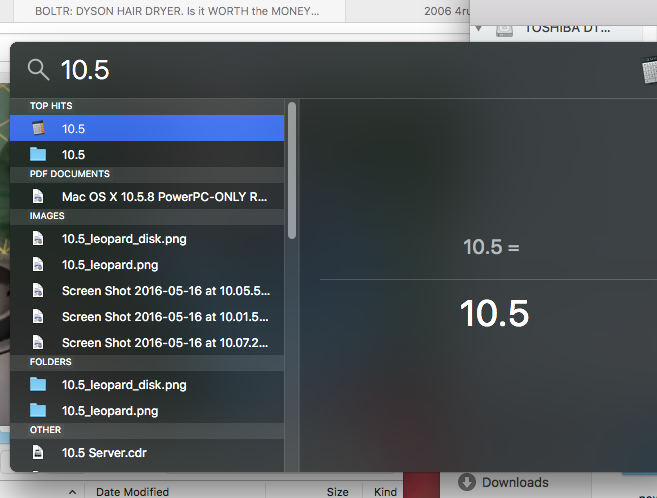 BOLTR: DYSON HAIR DRYER. Is it WORTH the MONEY...
2006 4ru
TOSHIBA DT...
10.5
TOP HITS
10.5
10.5
PDF DOCUMENTS
Mac OS X 10.5.8 PowerPC-ONLY R...
IMAGES
10.5_leopard_disk.png
10.5_leopard.png
Screen Shot 2016-05-16 at 10.05.5...
Screen Shot 2016-05-16 at 10.01.5...
Screen Shot 2016-05-16 at 10.07.2...
FOLDERS
10.5_leopard_disk.png
10.5_leopard.png
OTHER
10.5 Server.cdr
10.5 =
10.5
Date Modified
Size
Kind
Downloads